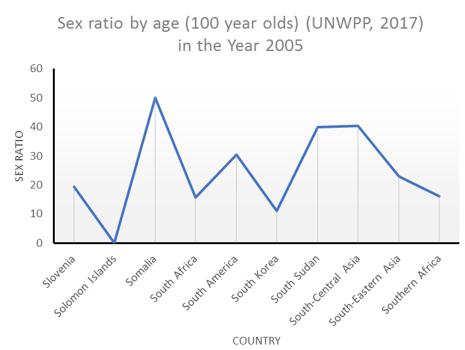 Sex ratio by age (100 year olds) (UNWPP, 2017)
in the Year 2005
60
50
40
30
20
10
0
SEX RATIO
Slovenia
Solomon Islands
Somalia
South Africa
South America
South Korea
South Sudan
South-Central Asia
South-Eastern Asia
Southern Africa
COUNTRY